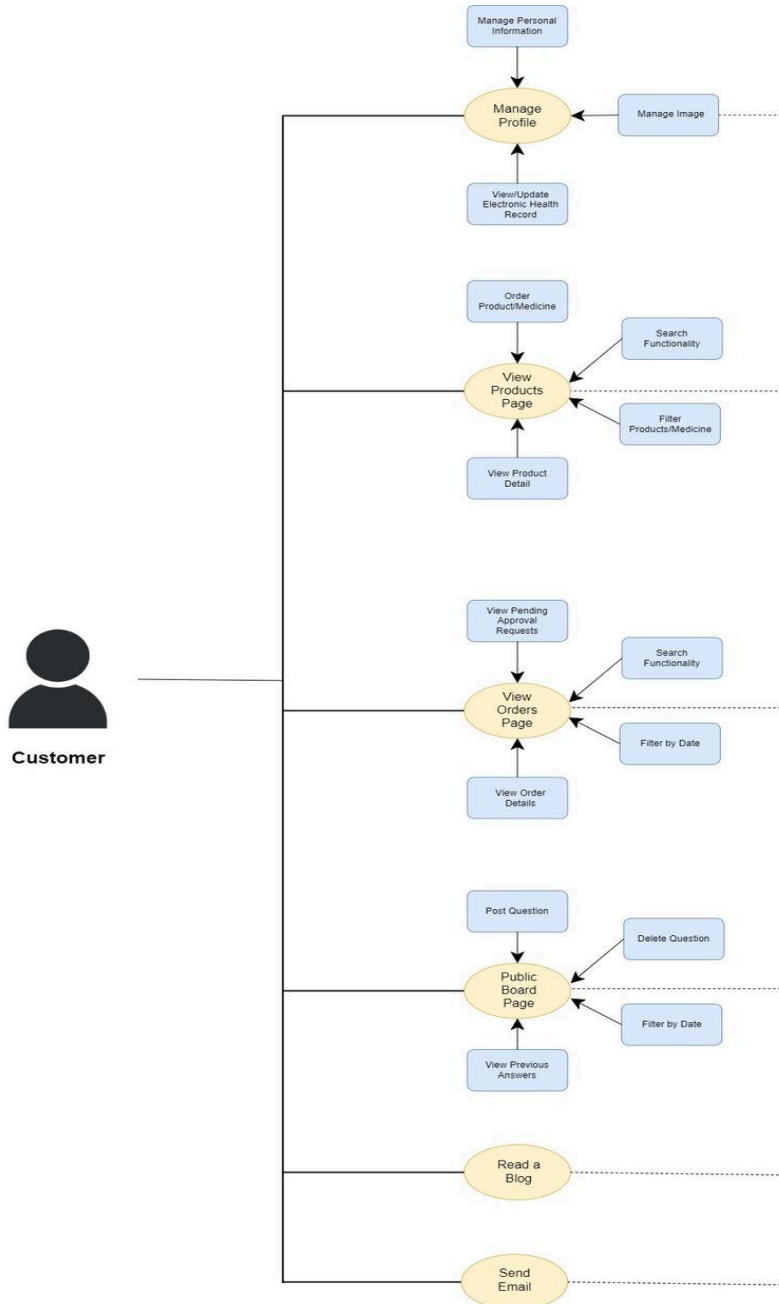 Manage Personal
Information
Manage
Profile
Manage Image
View/Update
Electronic Health
Record
Order
Product/Medicine
Search
Functionality
View
Products
Page
Filter
Products/Medicine
View Product
Detail
View Pending
Approval
Requests
Search
Functionality
View
Orders
Page
Filter by Date
View Order
Details
Customer
Post Question
Delete Question
Public
Board
Page
Filter by Date
View Previous
Answers
Read a
Blog
Send
Email